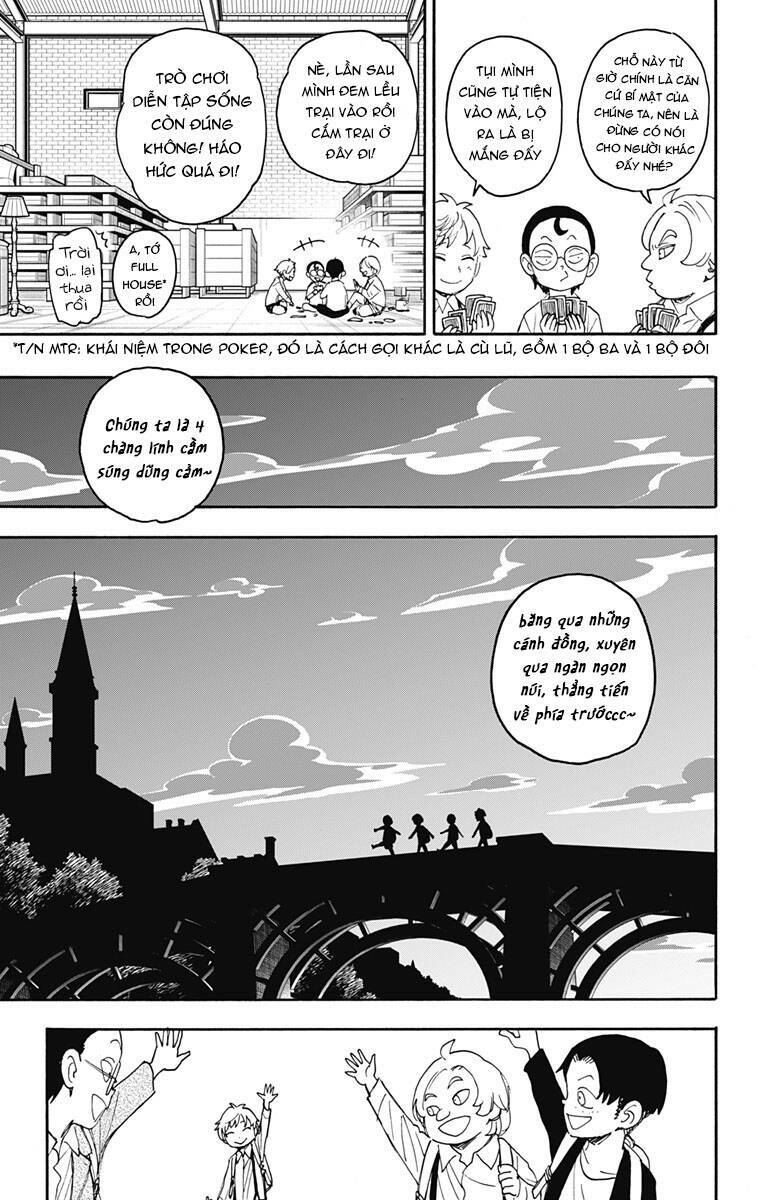 CHỖ NÀY TỪ
GIỜ CHÍNH LÀ CĂN
CỨ BÍ MẬT CỦA
CHÚNG TA, NÊN LÀ
ĐỪNG CÓ NÓI
CHO NGƯỜI KHÁC
ĐẤY NHÉ?
TỤI MÌNH
CŨNG TỰ TIỆN
VÀO MÀ, LỘ
RA LÀ BỊ
MẮNG ĐẤY
NÈ, LẦN SAU
MÌNH ĐEM LỀU
TRẠI VÀO RỒI
CẮM TRẠI Ở
ĐÂY ĐI!
TRÒ CHƠI
DIỄN TẬP SỐNG
CÒN ĐÚNG
KHÔNG! HÁO
HỨC QUÁ ĐI!
A, TỚ
FULL
HOUSE*
RỒI
Trời
ơi... lại
thua
rồi
*T/N MTR: KHÁI NIỆM TRONG POKER, ĐÓ LÀ CÁCH GỌI KHÁC LÀ CÙ LŨ, GỒM 1 BỘ BA VÀ 1 BỘ ĐÔI
Chúng ta là 4
chàng lính cầm
súng dũng cảm~
băng qua những
cánh đồng, xuyên
qua ngàn ngọn
núi, thẳng tiến
về phía trướccc~